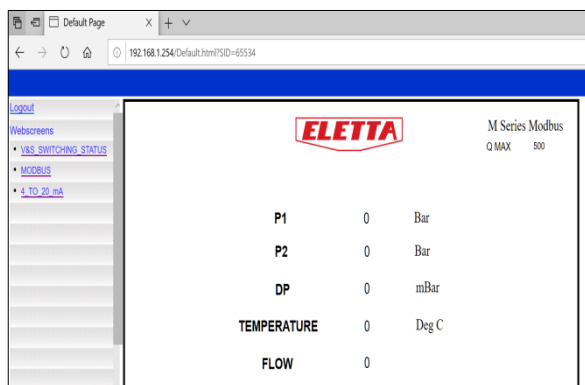 Default Page
192.168.1.254/Default.html?SID=65534
Logout
Webscreens
V&S_SWITCHING_STATUS
MODBUS
4_TO_20_mA
ELETTA
M Series Modbus
Q MAX 500
P1 0 Bar
P2 0 Bar
DP 0 mBar
TEMPERATURE 0 Deg C
FLOW 0